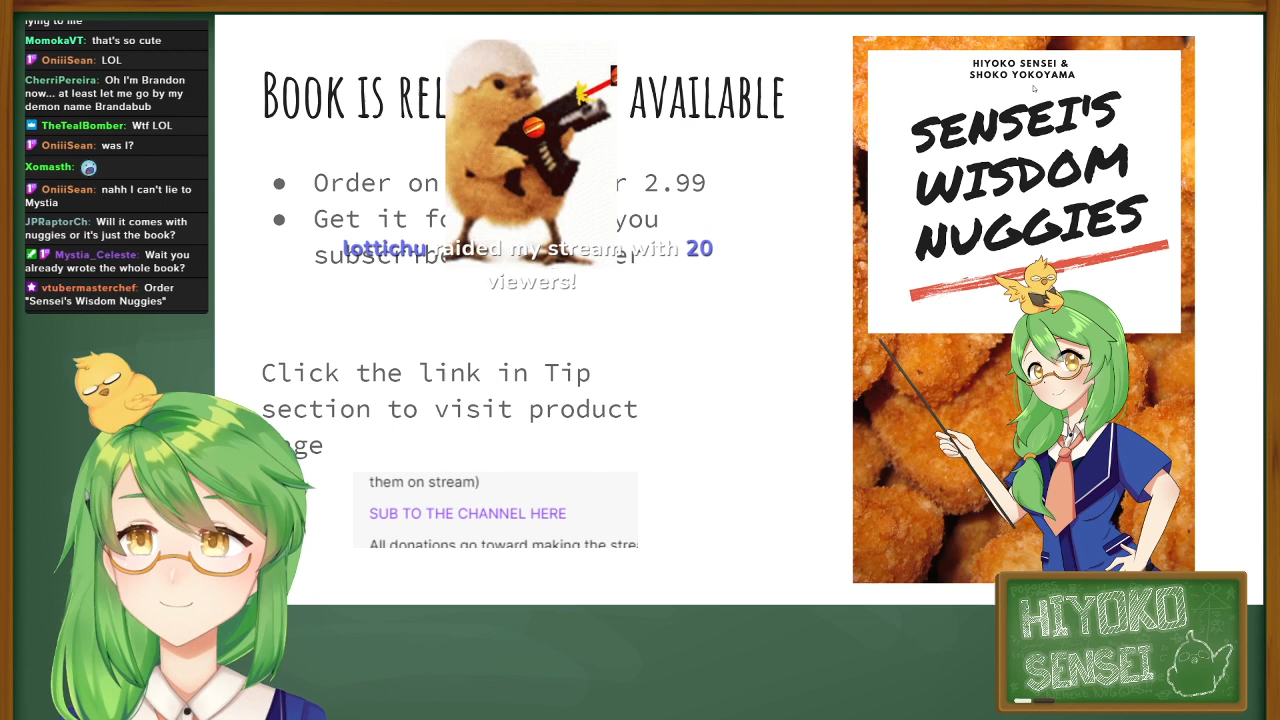 lying to me
MomokaVT: that's so cute
OniiiSean: LOL
CherriPereira: Oh I'm Brandon
now... at least let me go by my
demon name Brandabub
TheTealBomber: Wtf LOL
OniiiSean: was I?
Xomasth:
OniiiSean: nahh I can't lie to
Mystia
JPRaptorCh: Will it comes with
nuggies or it's just the book?
Mystia_Celeste: Wait you
already wrote the whole book?
vtubermasterchef: Order
"Sensei's Wisdom Nuggies"
BOOK IS REL AVAILABLE
● Order on r 2.99
● Get it fo you
subscribe er
lottichu raided my stream with 20
viewers!
Click the link in Tip
section to visit product
age
them on stream)
SUB TO THE CHANNEL HERE
All donations go toward making the strea
HIYOKO SENSEI &
SHOKO YOKOYAMA
SENSEI'S
WISDOM
NUGGIES
HIYOKO
SENSEI